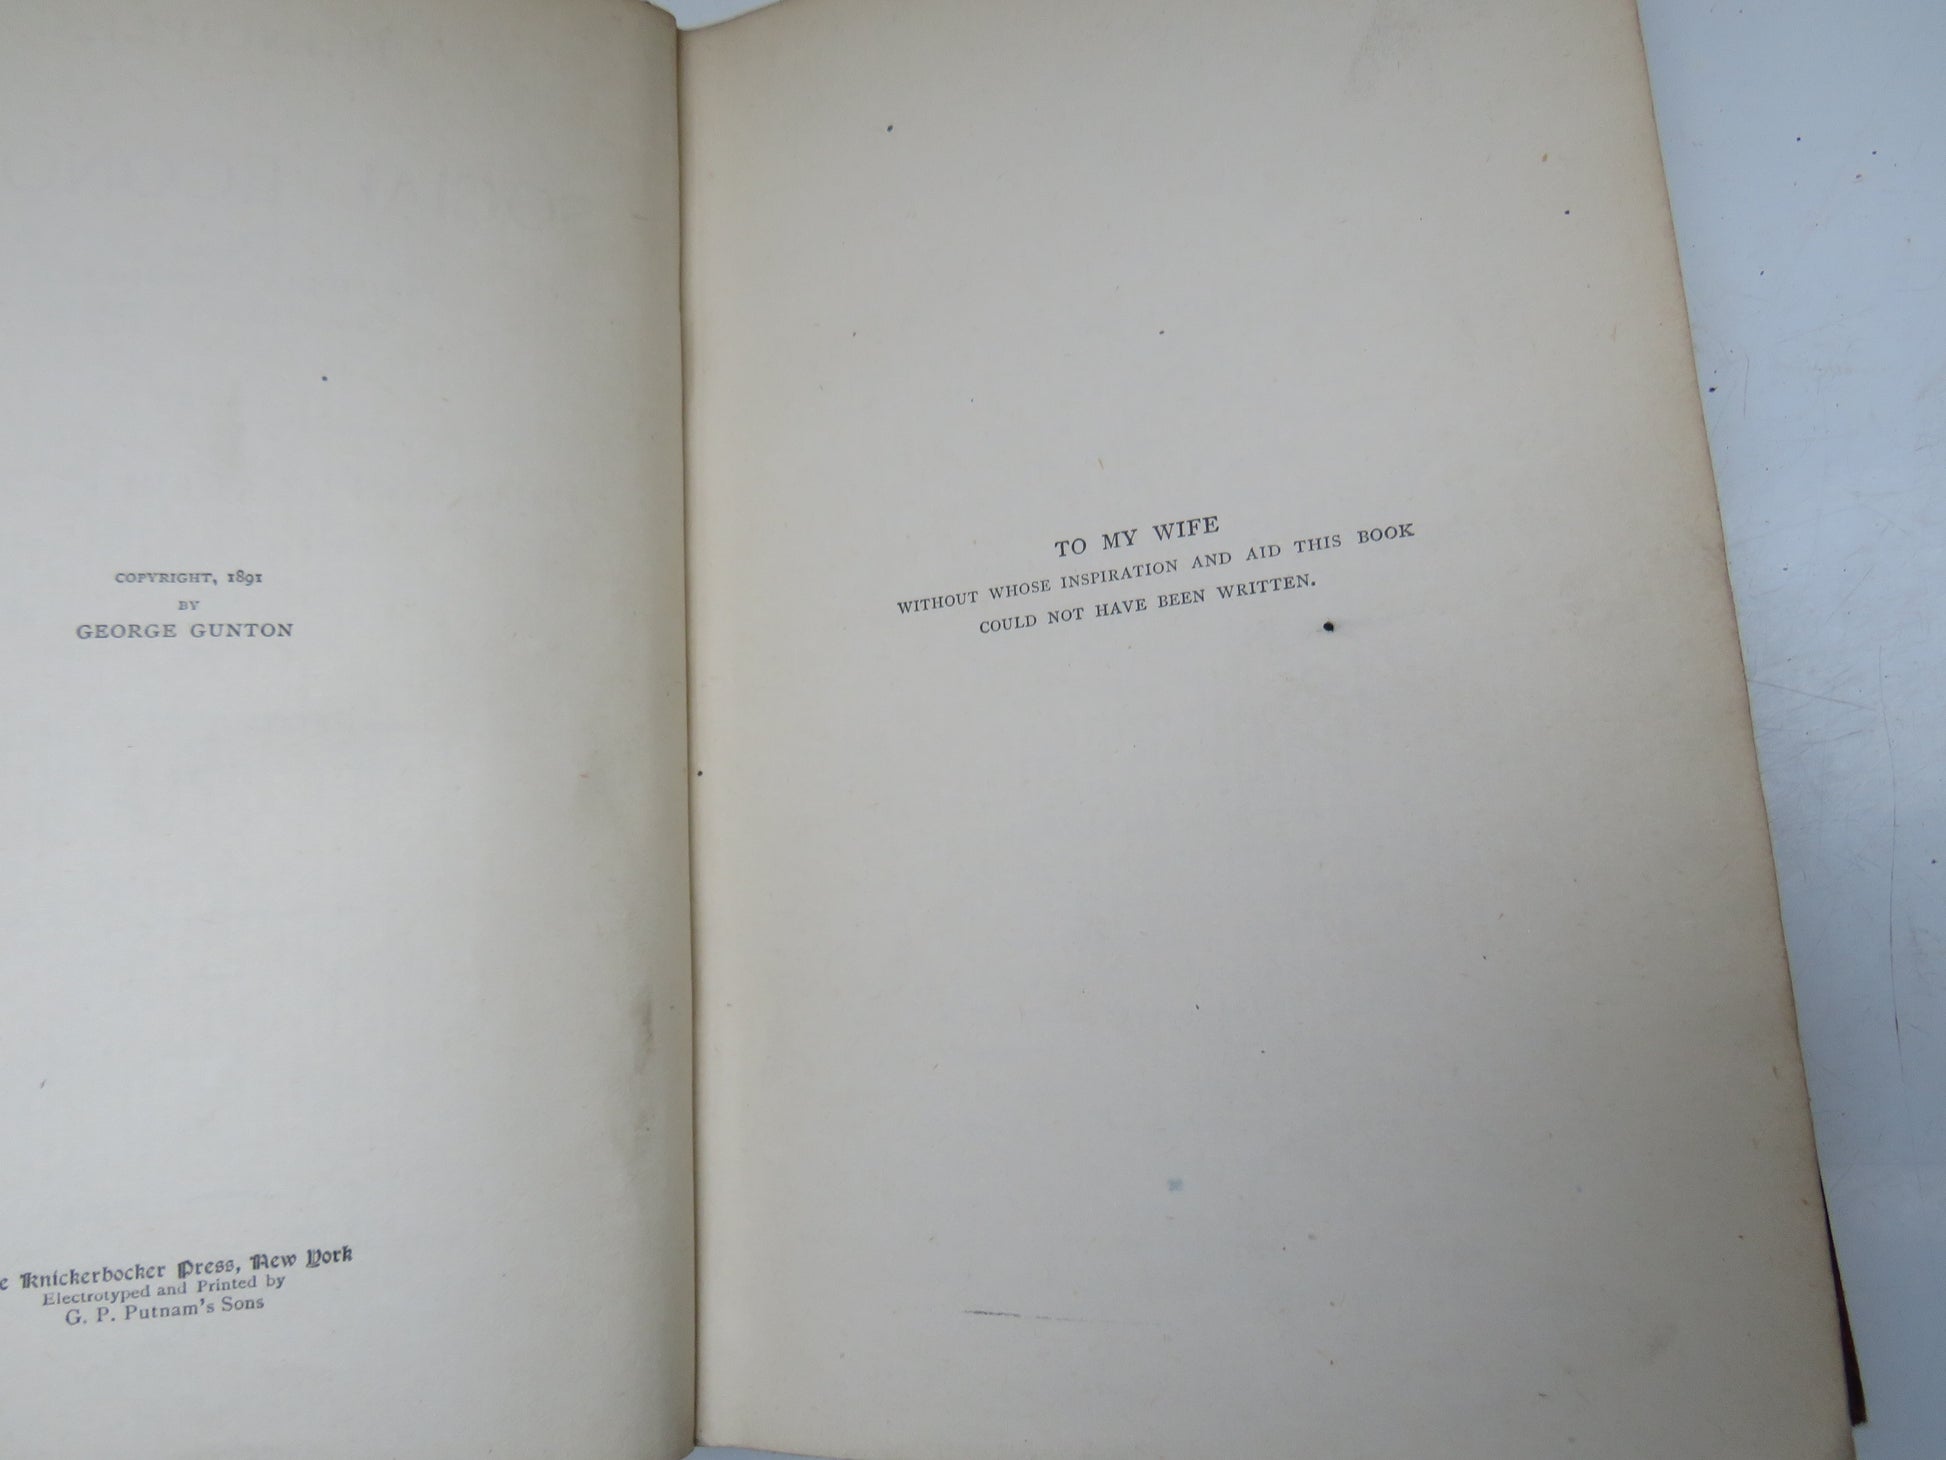 COPYRIGHT, 1891
BY
GEORGE GUNTON
Knickerbocker Press, New York
Electrotyped and Printed by
G. P. Putnam's Sons
TO MY WIFE
WITHOUT WHOSE INSPIRATION AND AID THIS BOOK
COULD NOT HAVE BEEN WRITTEN.